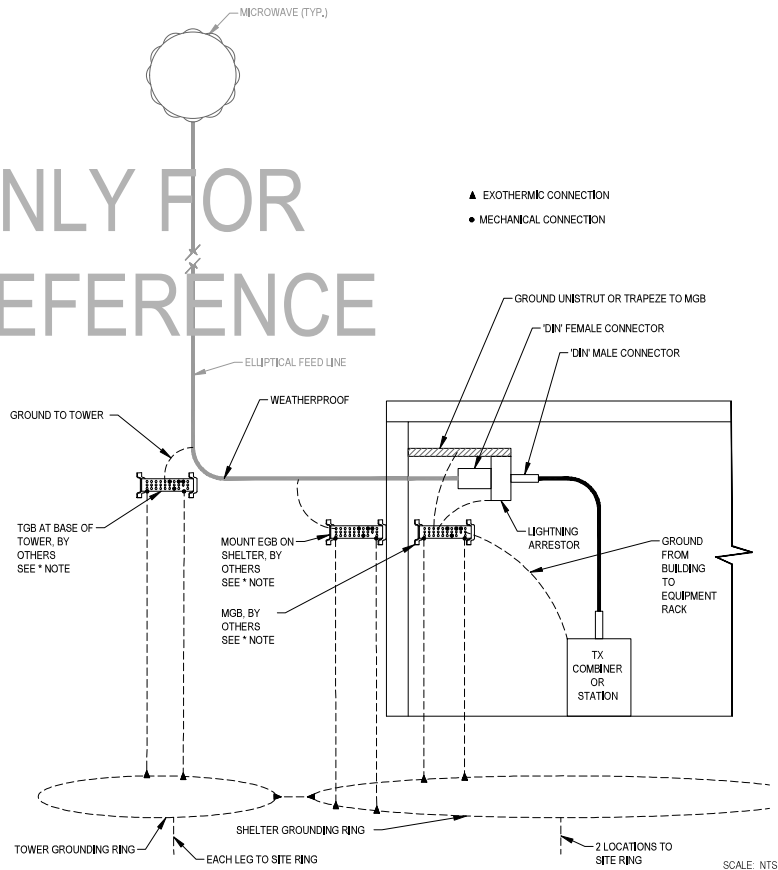 MICROWAVE (TYP.)
NLY FOR
EFERENCE
▲ EXOTHERMIC CONNECTION
● MECHANICAL CONNECTION
GROUND UNISTRUT OR TRAPEZE TO MGB
'DIN' FEMALE CONNECTOR
'DIN' MALE CONNECTOR
ELLIPTICAL FEED LINE
WEATHERPROOF
GROUND TO TOWER
TGB AT BASE OF
TOWER, BY
OTHERS
SEE * NOTE
MOUNT EGB ON
SHELTER, BY
OTHERS
SEE * NOTE
MGB, BY
OTHERS
SEE * NOTE
LIGHTNING
ARRESTOR
GROUND
FROM
BUILDING
TO
EQUIPMENT
RACK
TX
COMBINER
OR
STATION
TOWER GROUNDING RING
EACH LEG TO SITE RING
SHELTER GROUNDING RING
2 LOCATIONS TO
SITE RING
SCALE: NTS